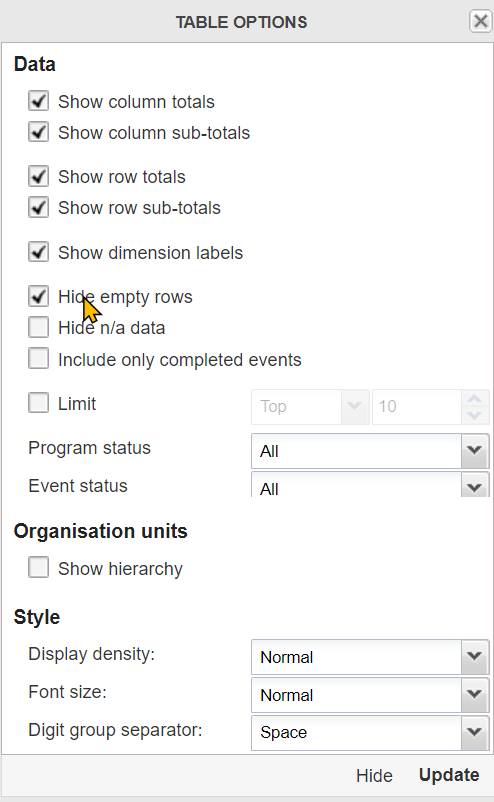 TABLE OPTIONS
Data
Show column totals
Show column sub-totals
Show row totals
Show row sub-totals
Show dimension labels
Hide empty rows
Hide n/a data
Include only completed events
Limit Top 10
Program status All
Event status All
Organisation units
Show hierarchy
Style
Display density: Normal
Font size: Normal
Digit group separator: Space
Hide Update